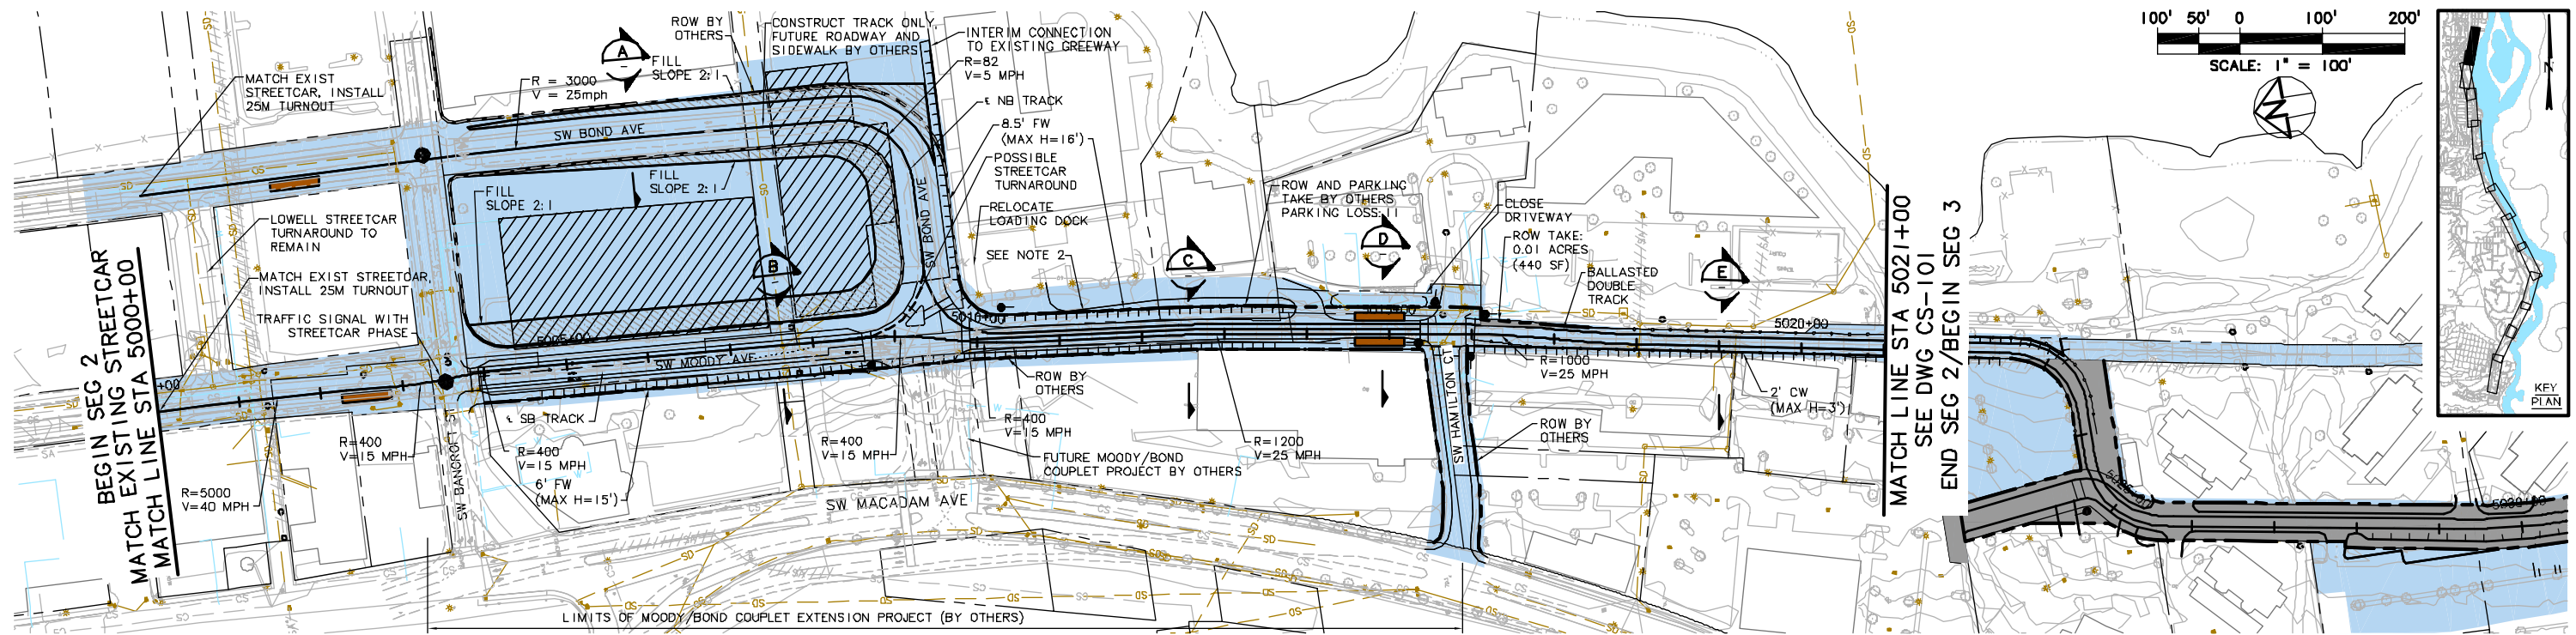 ROW BY
OTHERS
CONSTRUCT TRACK ONLY,
FUTURE ROADWAY AND
SIDEWALK BY OTHERS
INTERIM CONNECTION
TO EXISTING GREEWAY
R=82
V=5 MPH
100' 50' 0 100' 200'
SCALE: 1" = 100'
N
KEY
PLAN
MATCH EXIST
STREETCAR, INSTALL
25M TURNOUT
R = 3000
V = 25mph
A
FILL
SLOPE 2:1
SW BOND AVE
℄ NB TRACK
8.5' FW
(MAX H=16')
POSSIBLE
STREETCAR
TURNAROUND
RELOCATE
LOADING DOCK
SEE NOTE 2
ROW AND PARKING
TAKE BY OTHERS
PARKING LOSS: 11
CLOSE
DRIVEWAY
ROW TAKE:
0.01 ACRES
(440 SF)
BALLASTED
DOUBLE
TRACK
FILL
SLOPE 2:1
FILL
SLOPE 2:1
SW BOND AVE
B
C
D
E
LOWELL STREETCAR
TURNAROUND TO
REMAIN
MATCH EXIST STREETCAR,
INSTALL 25M TURNOUT
TRAFFIC SIGNAL WITH
STREETCAR PHASE
BEGIN SEG 2
MATCH EXISTING STREETCAR
MATCH LINE STA 5000+00
+00
5005+00
5010+00
5020+00
SW MOODY AVE
℄ SB TRACK
R=5000
V=40 MPH
R=400
V=15 MPH
SW BANCROFT S
R=400
V=15 MPH
6' FW
(MAX H=15')
R=400
V=15 MPH
R=400
V=15 MPH
ROW BY
OTHERS
FUTURE MOODY/BOND
COUPLET PROJECT BY OTHERS
R=1200
V=25 MPH
SW HAMILTON CT
R=1000
V=25 MPH
ROW BY
OTHERS
2' CW
(MAX H=3')
SW MACADAM AVE
LIMITS OF MOODY/BOND COUPLET EXTENSION PROJECT (BY OTHERS)
MATCH LINE STA 5021+00
SEE DWG CS-101
END SEG 2/BEGIN SEG 3
5025+00
5030+00